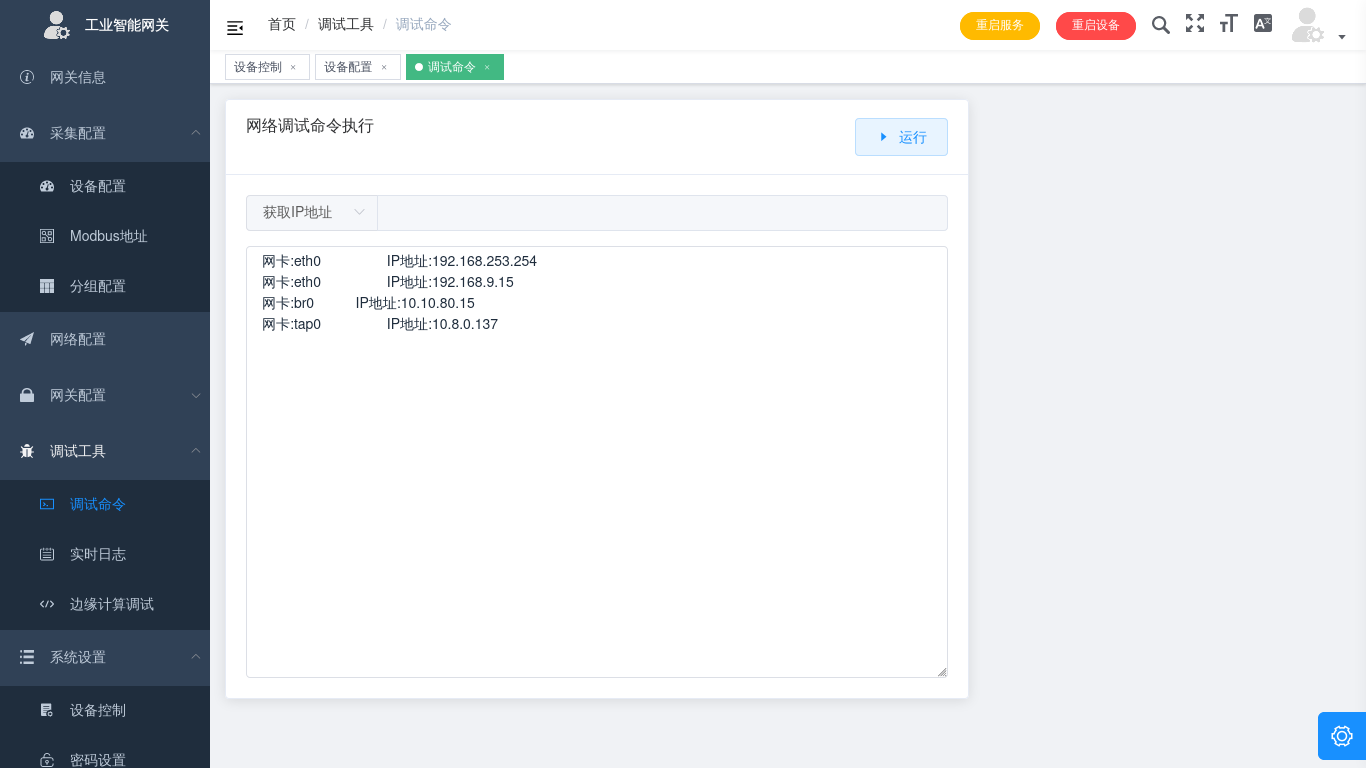 工业智能网关
首页 / 调试工具 / 调试命令
重启服务
重启设备
设备控制 ×
设备配置 ×
调试命令 ×
网关信息
采集配置
设备配置
Modbus地址
分组配置
网络配置
网关配置
调试工具
调试命令
实时日志
边缘计算调试
系统设置
设备控制
密码设置
网络调试命令执行
运行
获取IP地址
网卡:eth0 IP地址:192.168.253.254
网卡:eth0 IP地址:192.168.9.15
网卡:br0 IP地址:10.10.80.15
网卡:tap0 IP地址:10.8.0.137